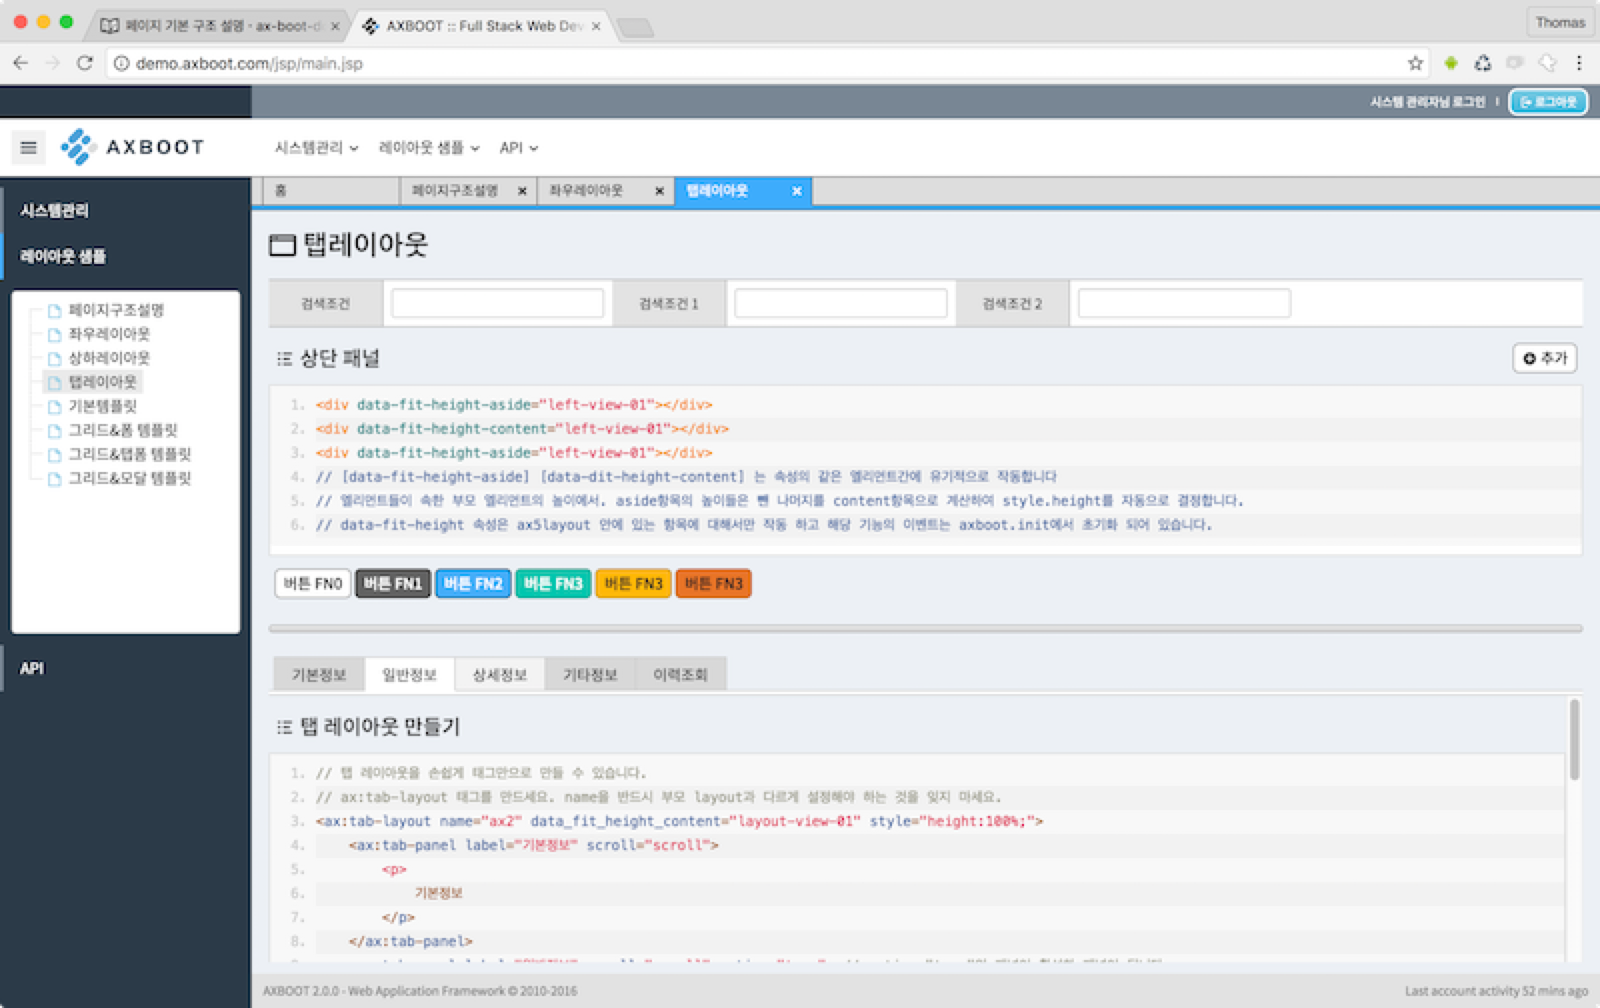 페이지 기본 구조 설명 - ax-boot-d
AXBOOT :: Full Stack Web Dev
Thomas
demo.axboot.com/jsp/main.jsp
시스템 관리자님 로그인
로그아웃
AXBOOT
시스템관리
레이아웃 샘플
API
홈
페이지구조설명
좌우레이아웃
탭레이아웃
시스템관리
레이아웃 샘플
페이지구조설명
좌우레이아웃
상하레이아웃
탭레이아웃
기본템플릿
그리드&폼 템플릿
그리드&탭폼 템플릿
그리드&모달 템플릿
API
탭레이아웃
검색조건
검색조건 1
검색조건 2
상단 패널
추가
1. <div data-fit-height-aside="left-view-01"></div>
2. <div data-fit-height-content="left-view-01"></div>
3. <div data-fit-height-aside="left-view-01"></div>
4. // [data-fit-height-aside] [data-dit-height-content] 는 속성의 같은 엘리먼트간에 유기적으로 작동합니다
5. // 엘리먼트들이 속한 부모 엘리먼트의 높이에서. aside항목의 높이들은 뺀 나머지를 content항목으로 계산하여 style.height를 자동으로 결정합니다.
6. // data-fit-height 속성은 ax5layout 안에 있는 항목에 대해서만 작동 하고 해당 기능의 이벤트는 axboot.init에서 초기화 되어 있습니다.
버튼 FN0
버튼 FN1
버튼 FN2
버튼 FN3
버튼 FN3
버튼 FN3
기본정보
일반정보
상세정보
기타정보
이력조회
탭 레이아웃 만들기
1. // 탭 레이아웃을 손쉽게 태그만으로 만들 수 있습니다.
2. // ax:tab-layout 태그를 만드세요. name을 반드시 부모 layout과 다르게 설정해야 하는 것을 잊지 마세요.
3. <ax:tab-layout name="ax2" data_fit_height_content="layout-view-01" style="height:100%;">
4. <ax:tab-panel label="기본정보" scroll="scroll">
5. <p>
6. 기본정보
7. </p>
8. </ax:tab-panel>
AXBOOT 2.0.0 - Web Application Framework © 2010-2016
Last account activity 52 mins ago